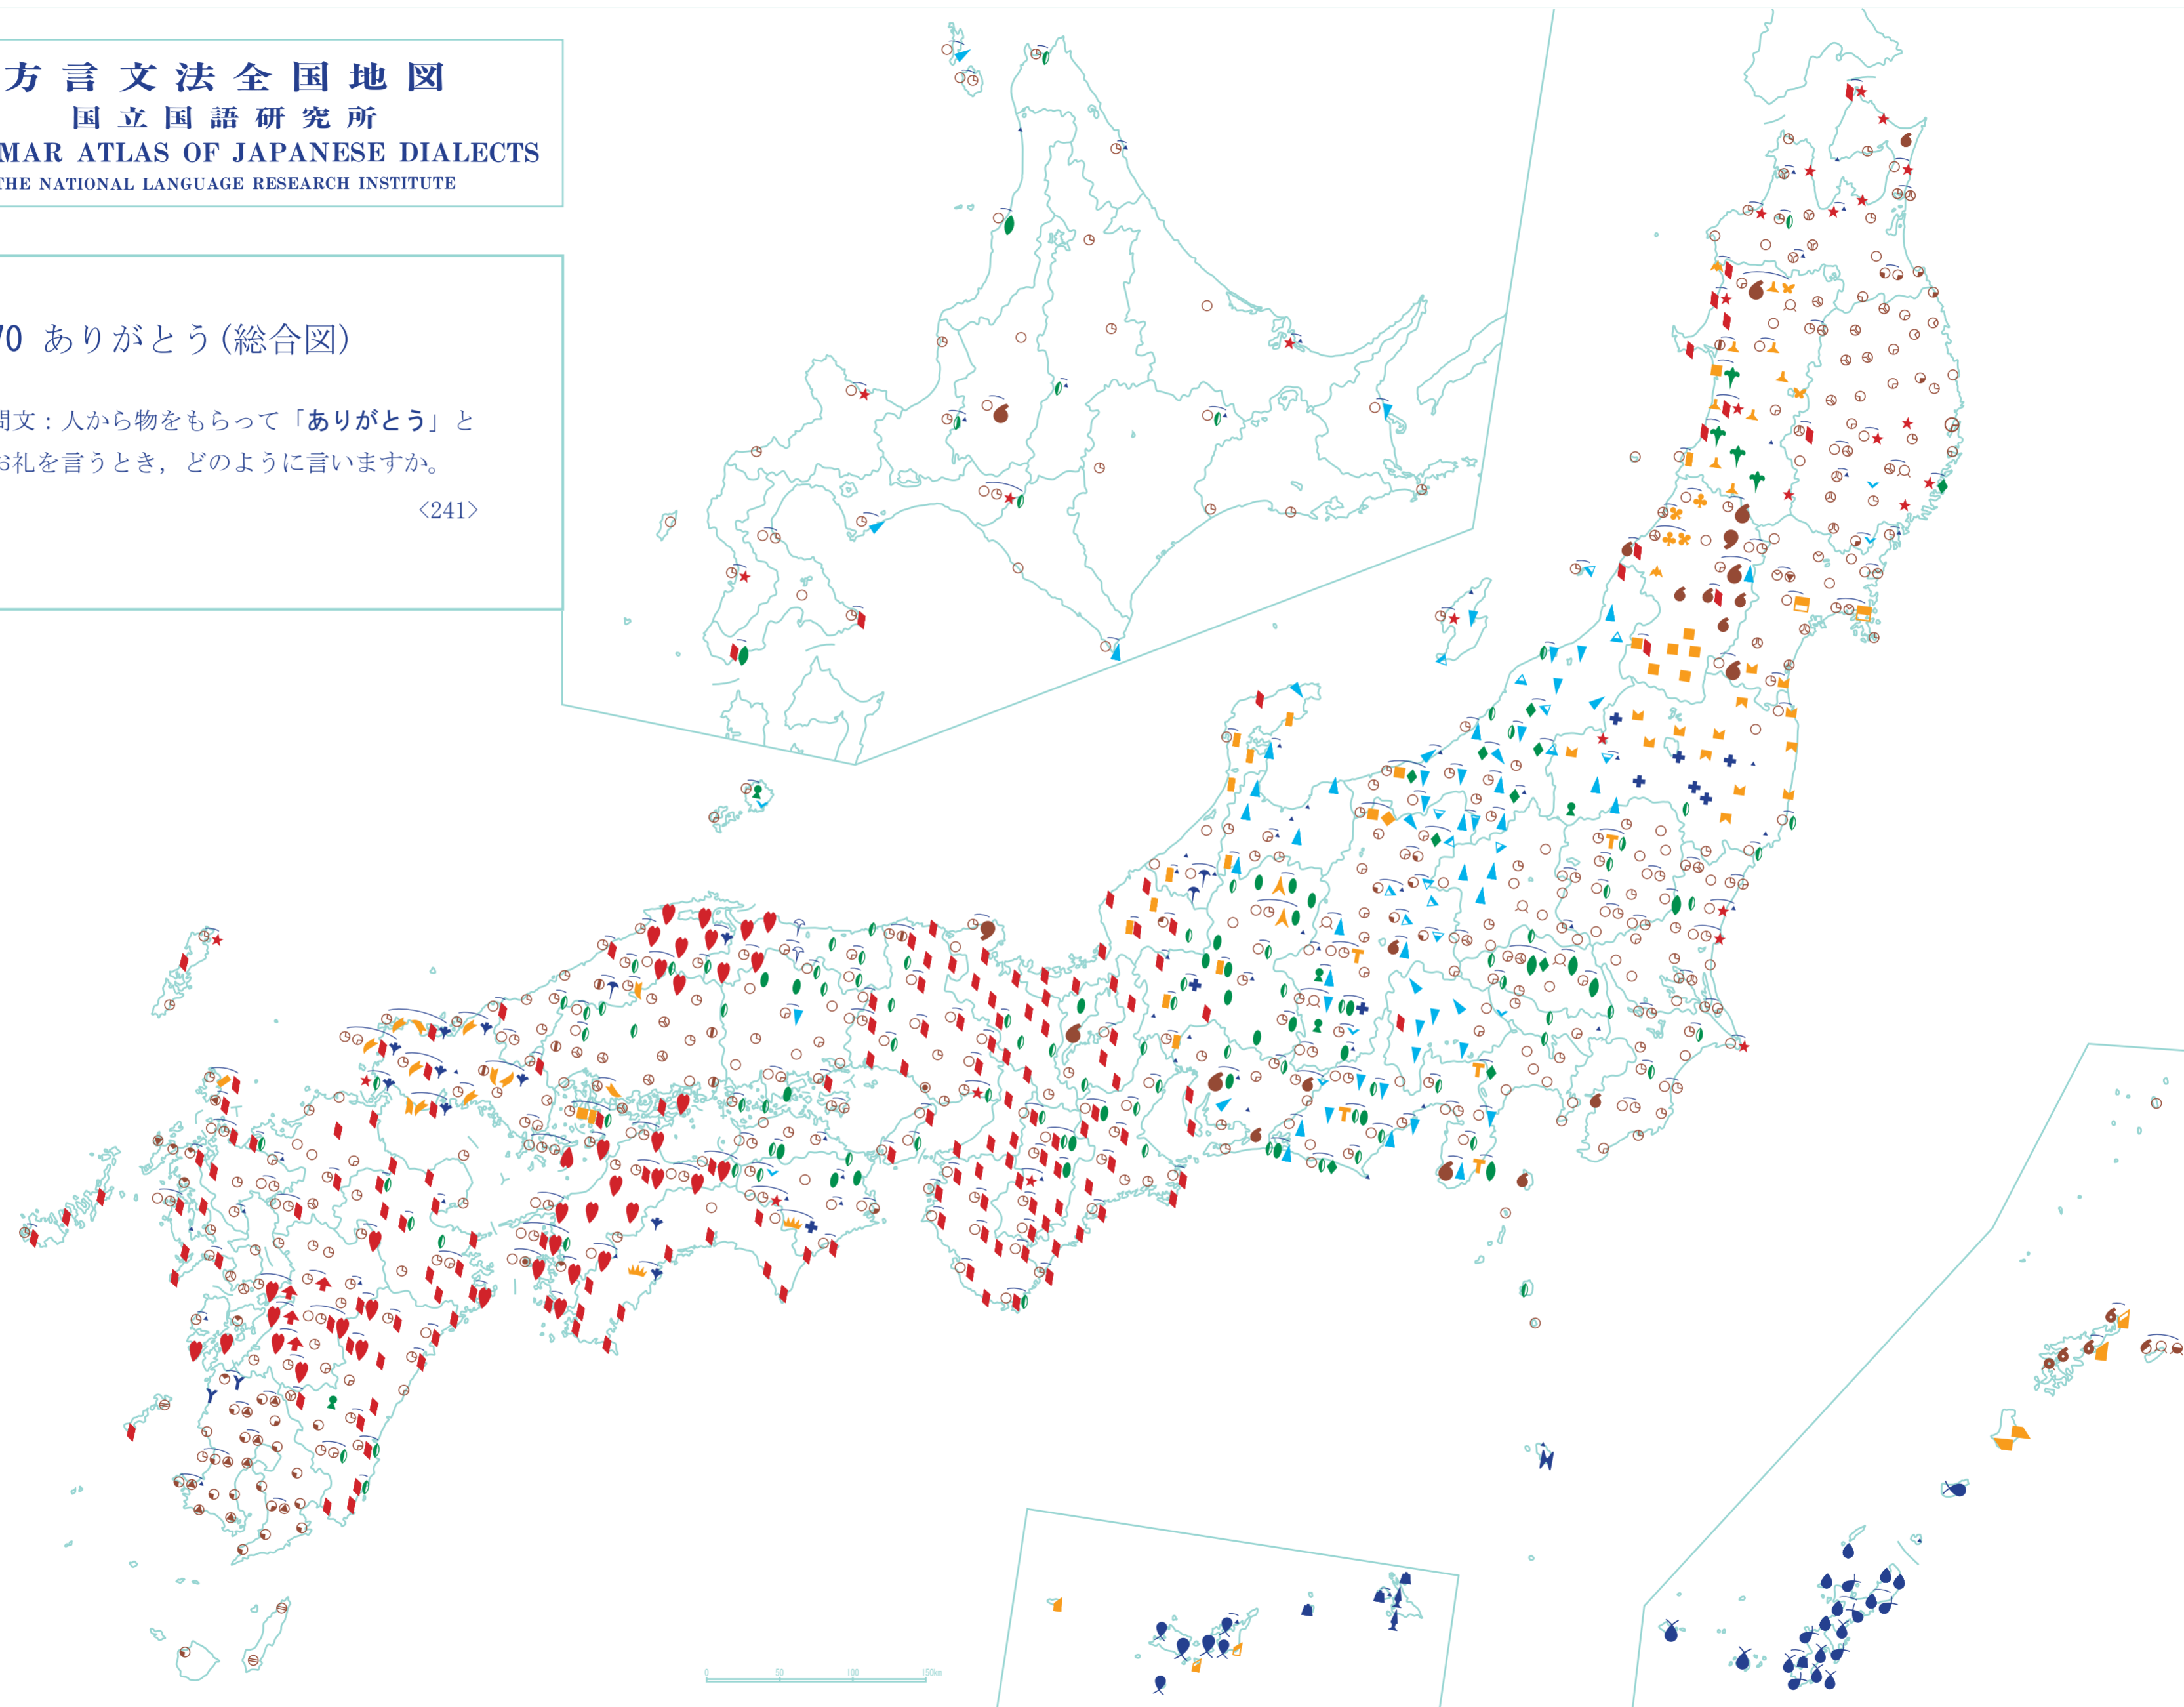 方言文法全国地図
国立国語研究所
MAR ATLAS OF JAPANESE DIALECTS
THE NATIONAL LANGUAGE RESEARCH INSTITUTE
70 ありがとう(総合図)
問文:人から物をもらって「ありがとう」と
お礼を言うとき,どのように言いますか。
<241>
0 50 100 150km